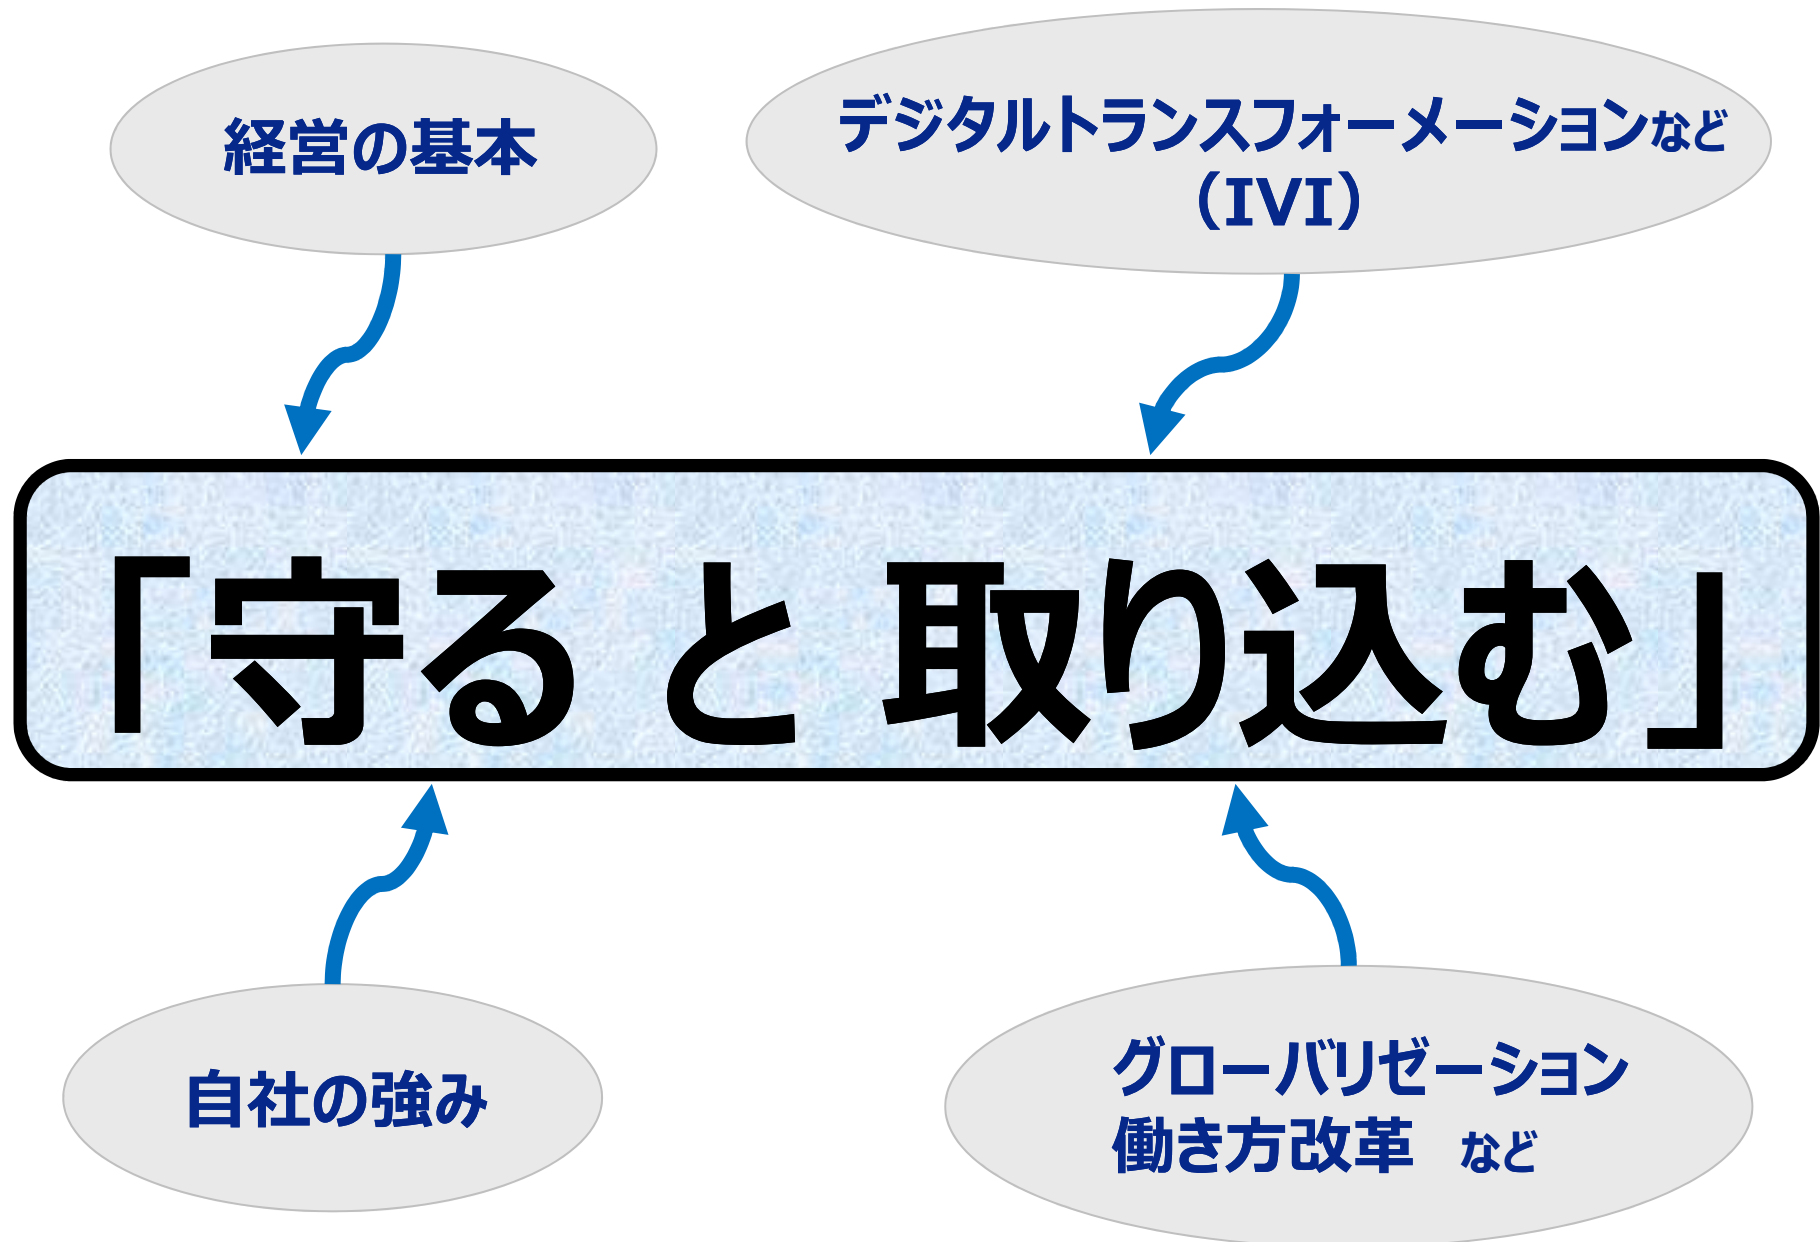 経営の基本
デジタルトランスフォーメーションなど
（IVI）
「守る と 取り込む」
自社の強み
グローバリゼーション
働き方改革　など